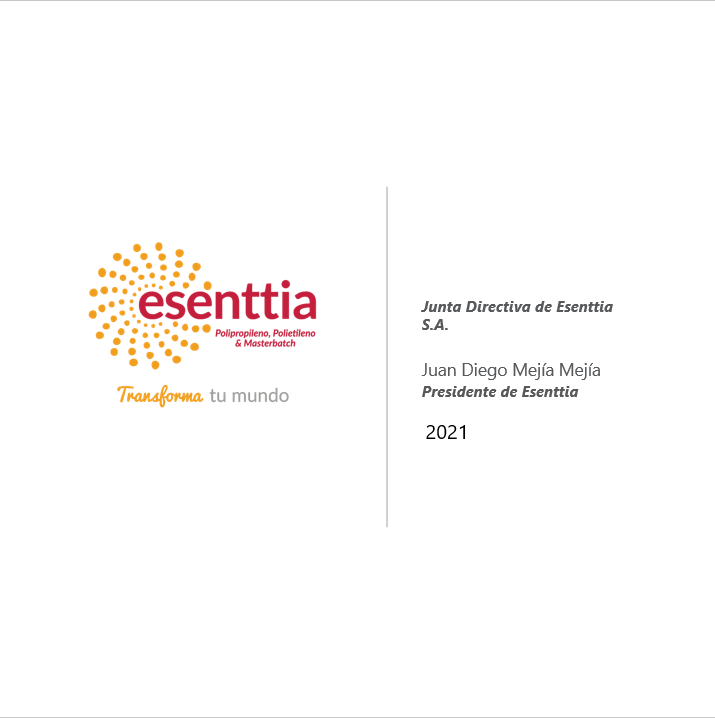 esenttia
Polipropileno, Polietileno
& Masterbatch
Transforma tu mundo
Junta Directiva de Esenttia
S.A.
Juan Diego Mejía Mejía
Presidente de Esenttia
2021